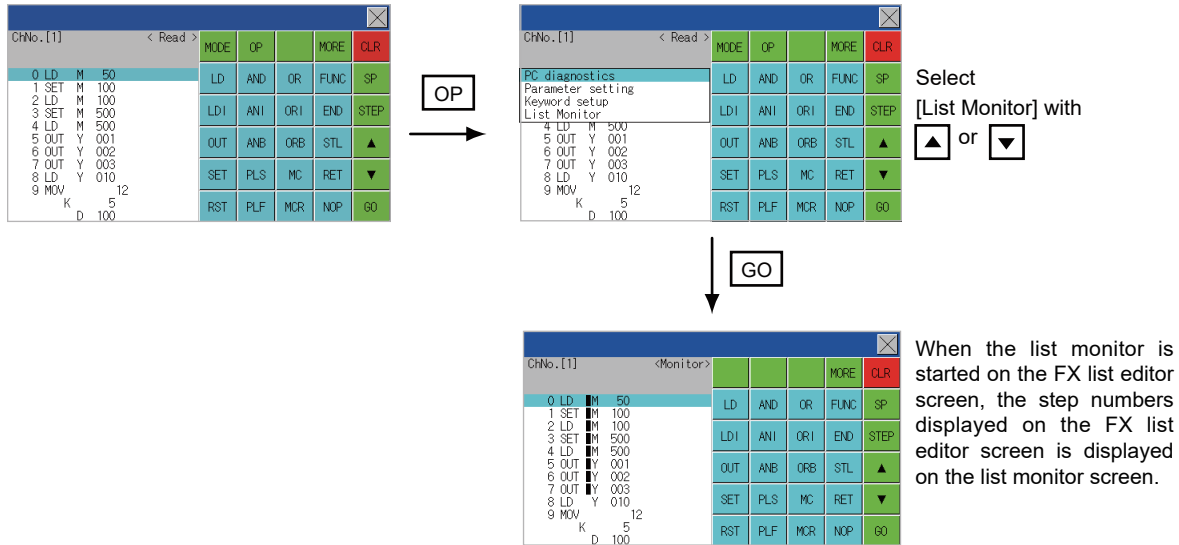 ChNo.[1] < Read >
MODE OP MORE CLR
0 LD M 50
1 SET M 100
2 LD M 100
3 SET M 500
4 LD M 500
5 OUT Y 001
6 OUT Y 002
7 OUT Y 003
8 LD Y 010
9 MOV 12
K 5
D 100
LD AND OR FUNC SP
LDI ANI ORI END STEP
OUT ANB ORB STL ▲
SET PLS MC RET ▼
RST PLF MCR NOP GO
OP
ChNo.[1] < Read >
MODE OP MORE CLR
PC diagnostics
Parameter setting
Keyword setup
List Monitor
4 LD M 500
5 OUT Y 001
6 OUT Y 002
7 OUT Y 003
8 LD Y 010
9 MOV 12
K 5
D 100
LD AND OR FUNC SP
LDI ANI ORI END STEP
OUT ANB ORB STL ▲
SET PLS MC RET ▼
RST PLF MCR NOP GO
Select
[List Monitor] with
▲ or ▼
GO
ChNo.[1] <Monitor>
MORE CLR
0 LD M 50
1 SET M 100
2 LD M 100
3 SET M 500
4 LD M 500
5 OUT Y 001
6 OUT Y 002
7 OUT Y 003
8 LD Y 010
9 MOV 12
K 5
D 100
LD AND OR FUNC SP
LDI ANI ORI END STEP
OUT ANB ORB STL ▲
SET PLS MC RET ▼
RST PLF MCR NOP GO
When the list monitor is
started on the FX list editor
screen, the step numbers
displayed on the FX list
editor screen is displayed
on the list monitor screen.